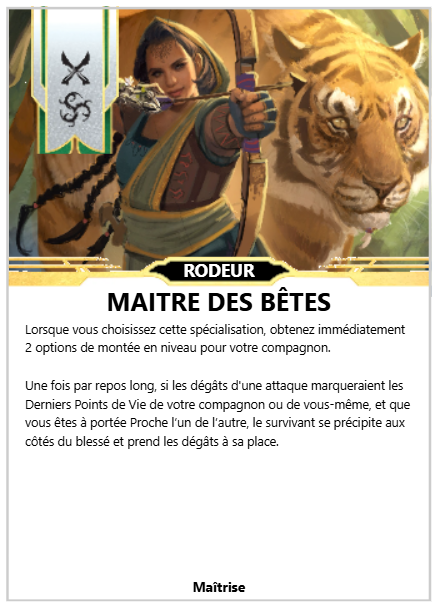 RODEUR
MAITRE DES BÊTES
Lorsque vous choisissez cette spécialisation, obtenez immédiatement
2 options de montée en niveau pour votre compagnon.
Une fois par repos long, si les dégâts d'une attaque marqueraient les
Derniers Points de Vie de votre compagnon ou de vous-même, et que
vous êtes à portée Proche l’un de l’autre, le survivant se précipite aux
côtés du blessé et prend les dégâts à sa place.
Maîtrise